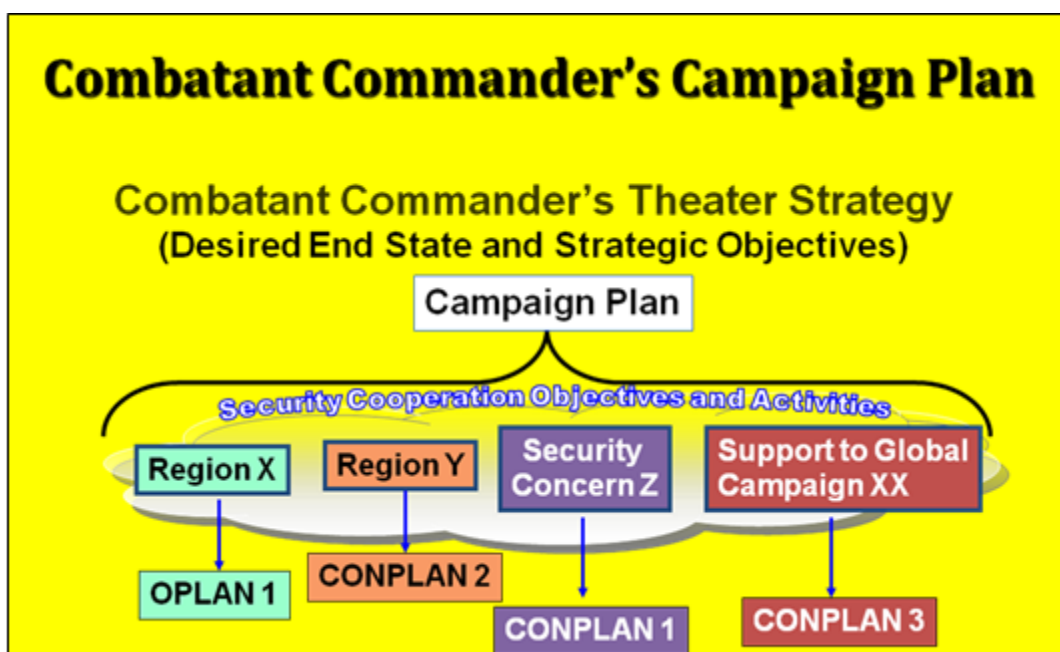 Combatant Commander's Campaign Plan
Combatant Commander's Theater Strategy
(Desired End State and Strategic Objectives)
Campaign Plan
Security Cooperation Objectives and Activities
Region X
Region Y
Security
Concern Z
Support to Global
Campaign XX
OPLAN 1
CONPLAN 2
CONPLAN 1
CONPLAN 3